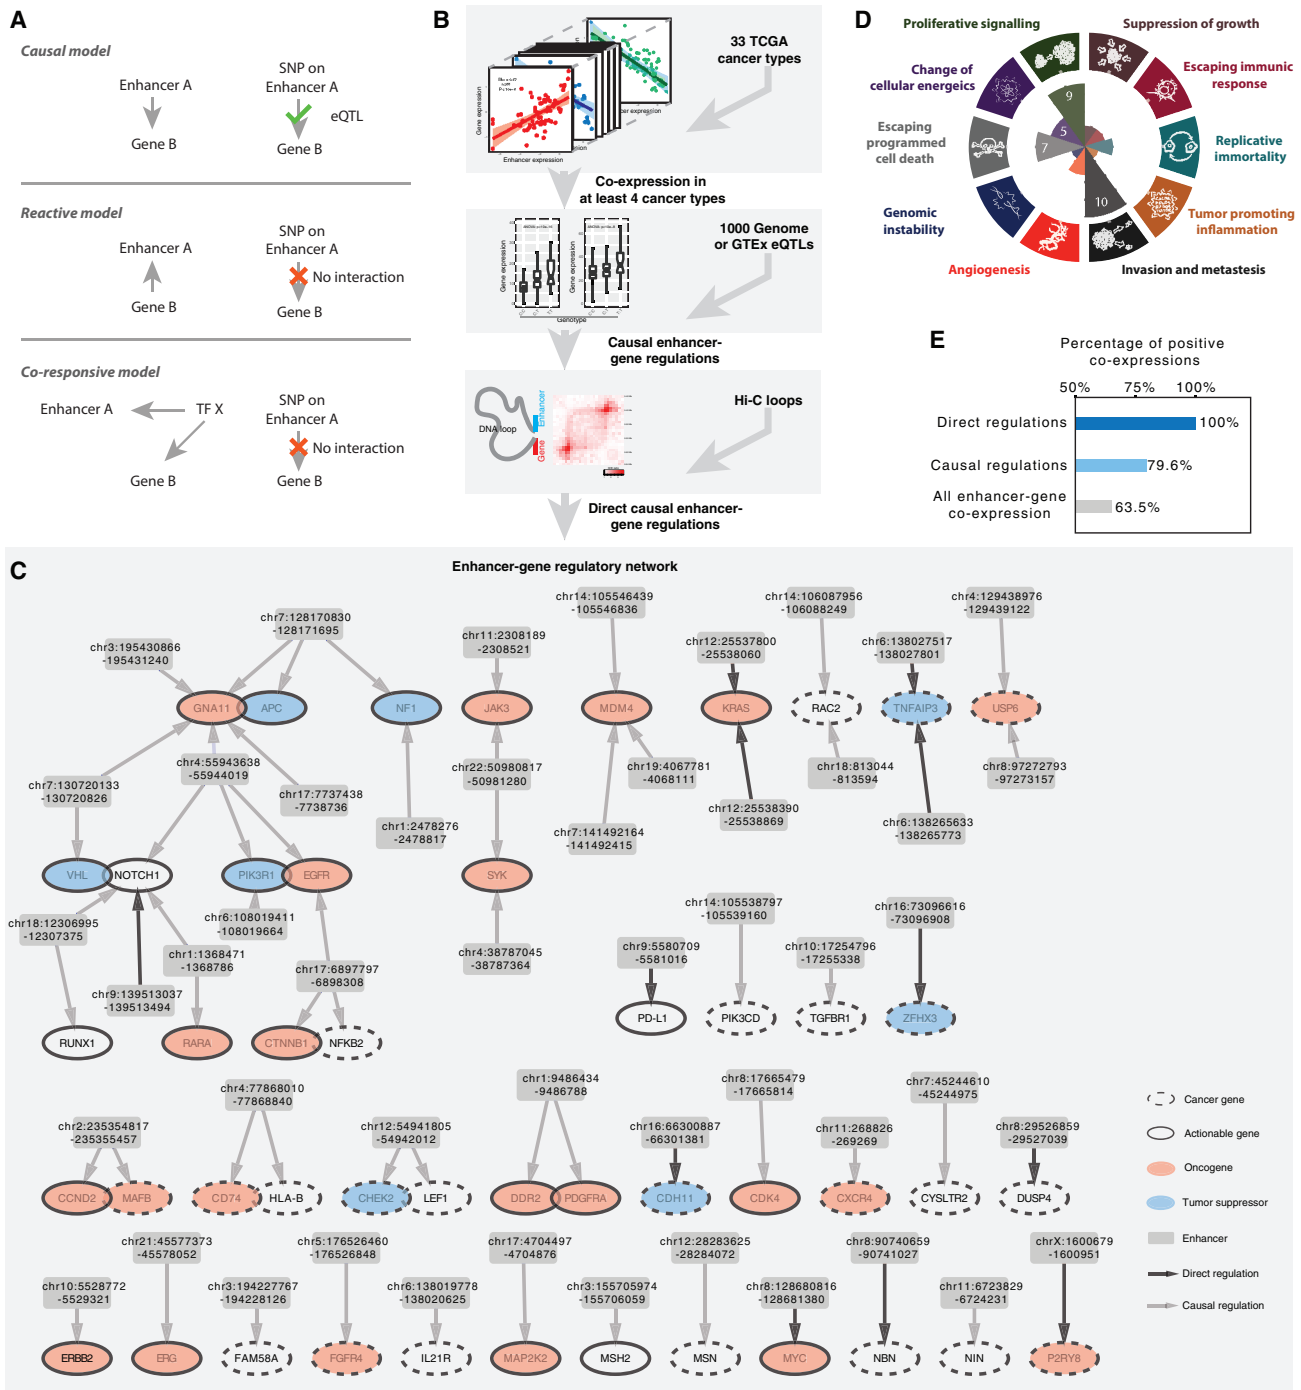 A
Causal model
Enhancer A
Gene B
SNP on
Enhancer A
eQTL
Gene B
Reactive model
Enhancer A
Gene B
SNP on
Enhancer A
No interaction
Gene B
Co-responsive model
Enhancer A
TF X
Gene B
SNP on
Enhancer A
No interaction
Gene B
B
Gene expression
Enhancer expression
33 TCGA
cancer types
Co-expression in
at least 4 cancer types
Gene expression
Gene expression
Genotype
1000 Genome
or GTEx eQTLs
Causal enhancer-
gene regulations
DNA loop
Gene
Enhancer
Hi-C loops
Direct causal enhancer-
gene regulations
D
Proliferative signalling
Suppression of growth
Change of
cellular energeics
Escaping immunic
response
Escaping
programmed
cell death
Replicative
immortality
Genomic
instability
Tumor promoting
inflammation
Angiogenesis
Invasion and metastasis
9
5
7
10
E
Percentage of positive
co-expressions
50%
75%
100%
Direct regulations
100%
Causal regulations
79.6%
All enhancer-gene
co-expression
63.5%
C
Enhancer-gene regulatory network
chr3:195430866
-195431240
chr7:128170830
-128171695
chr11:2308189
-2308521
chr14:105546439
-105546836
chr12:25537800
-25538060
chr14:106087956
-106088249
chr6:138027517
-138027801
chr4:129438976
-129439122
GNA11
APC
NF1
JAK3
MDM4
KRAS
RAC2
TNFAIP3
USP6
chr7:130720133
-130720826
chr4:55943638
-55944019
chr17:7737438
-7738736
chr1:2478276
-2478817
chr22:50980817
-50981280
chr7:141492164
-141492415
chr19:4067781
-4068111
chr12:25538390
-25538869
chr18:813044
-813594
chr6:138265633
-138265773
chr8:97272793
-97273157
VHL
NOTCH1
PIK3R1
EGFR
SYK
chr18:12306995
-12307375
chr9:139513037
-139513494
chr1:1368471
-1368786
chr6:108019411
-108019664
chr17:6897797
-6898308
chr4:38787045
-38787364
chr9:5580709
-5581016
chr14:105538797
-105539160
chr10:17254796
-17255338
chr16:73096616
-73096908
RUNX1
RARA
CTNNB1
NFKB2
PD-L1
PIK3CD
TGFBR1
ZFHX3
chr2:235354817
-235355457
chr4:77868010
-77868840
chr12:54941805
-54942012
chr1:9486434
-9486788
chr16:66300887
-66301381
chr8:17665479
-17665814
chr11:268826
-269269
chr7:45244610
-45244975
chr8:29526859
-29527039
CCND2
MAFB
CD74
HLA-B
CHEK2
LEF1
DDR2
PDGFRA
CDH11
CDK4
CXCR4
CYSLTR2
DUSP4
chr10:5528772
-5529321
chr21:45577373
-45578052
chr3:194227767
-194228126
chr5:176526460
-176526848
chr6:138019778
-138020625
chr17:4704497
-4704876
chr3:155705974
-155706059
chr12:28283625
-28284072
chr8:128680816
-128681380
chr8:90740659
-90741027
chr11:6723829
-6724231
chrX:1600679
-1600951
ERBB2
ERG
FAM58A
FGFR4
IL21R
MAP2K2
MSH2
MSN
MYC
NBN
NIN
P2RY8
Cancer gene
Actionable gene
Oncogene
Tumor suppressor
Enhancer
Direct regulation
Causal regulation